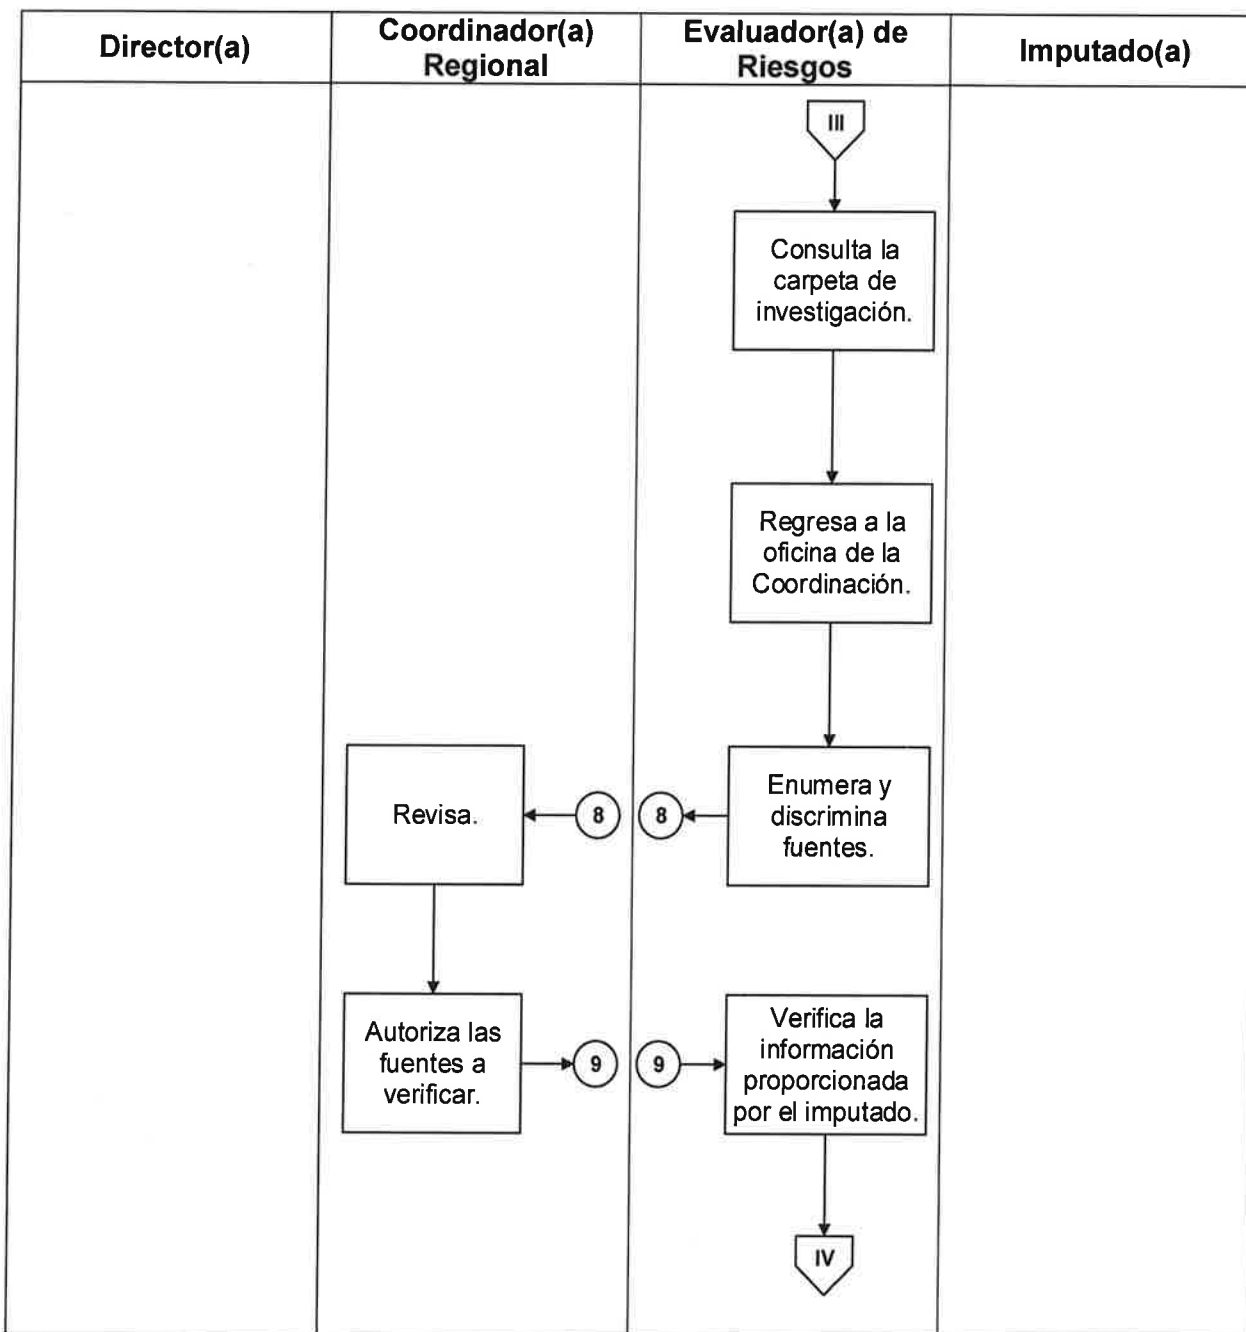 Director(a)
Coordinador(a)
Regional
Evaluador(a) de
Riesgos
Imputado(a)
III
Consulta la
carpeta de
investigación.
Regresa a la
oficina de la
Coordinación.
Enumera y
discrimina
fuentes.
8
8
Revisa.
Autoriza las
fuentes a
verificar.
9
9
Verifica la
información
proporcionada
por el imputado.
IV